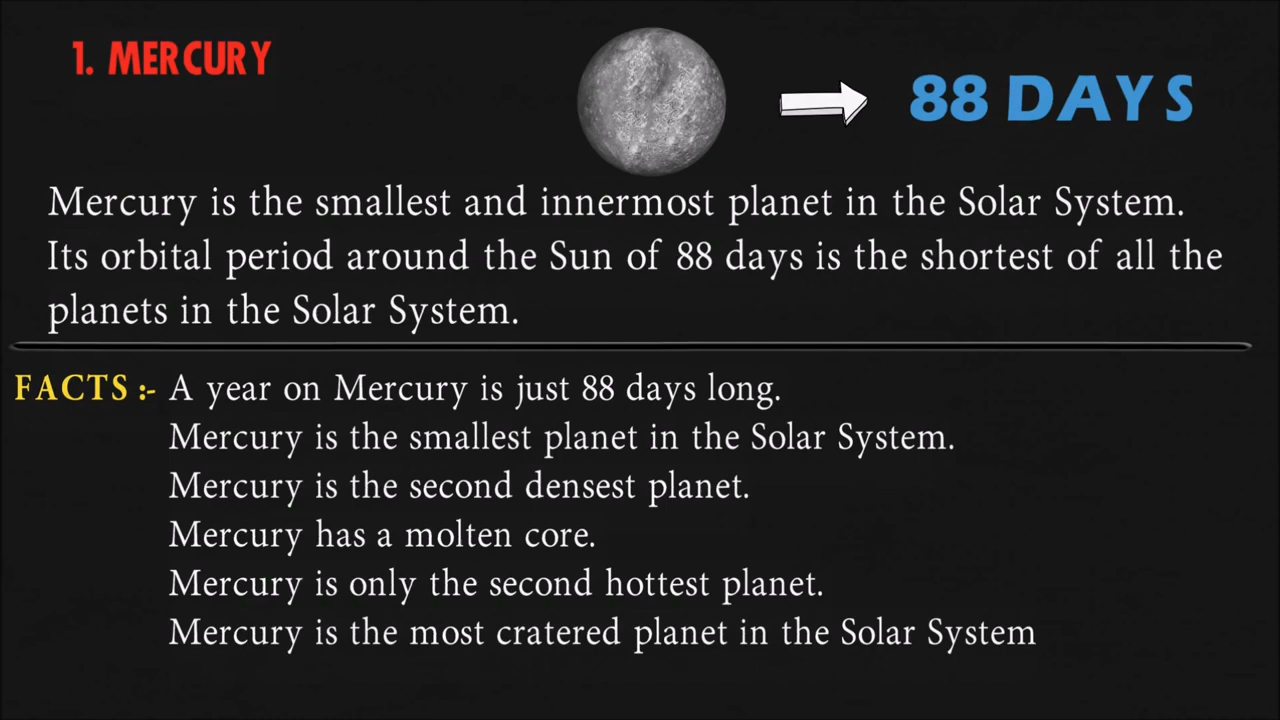 1. MERCURY
88 DAYS
Mercury is the smallest and innermost planet in the Solar System.
Its orbital period around the Sun of 88 days is the shortest of all the
planets in the Solar System.
FACTS :- A year on Mercury is just 88 days long.
Mercury is the smallest planet in the Solar System.
Mercury is the second densest planet.
Mercury has a molten core.
Mercury is only the second hottest planet.
Mercury is the most cratered planet in the Solar System